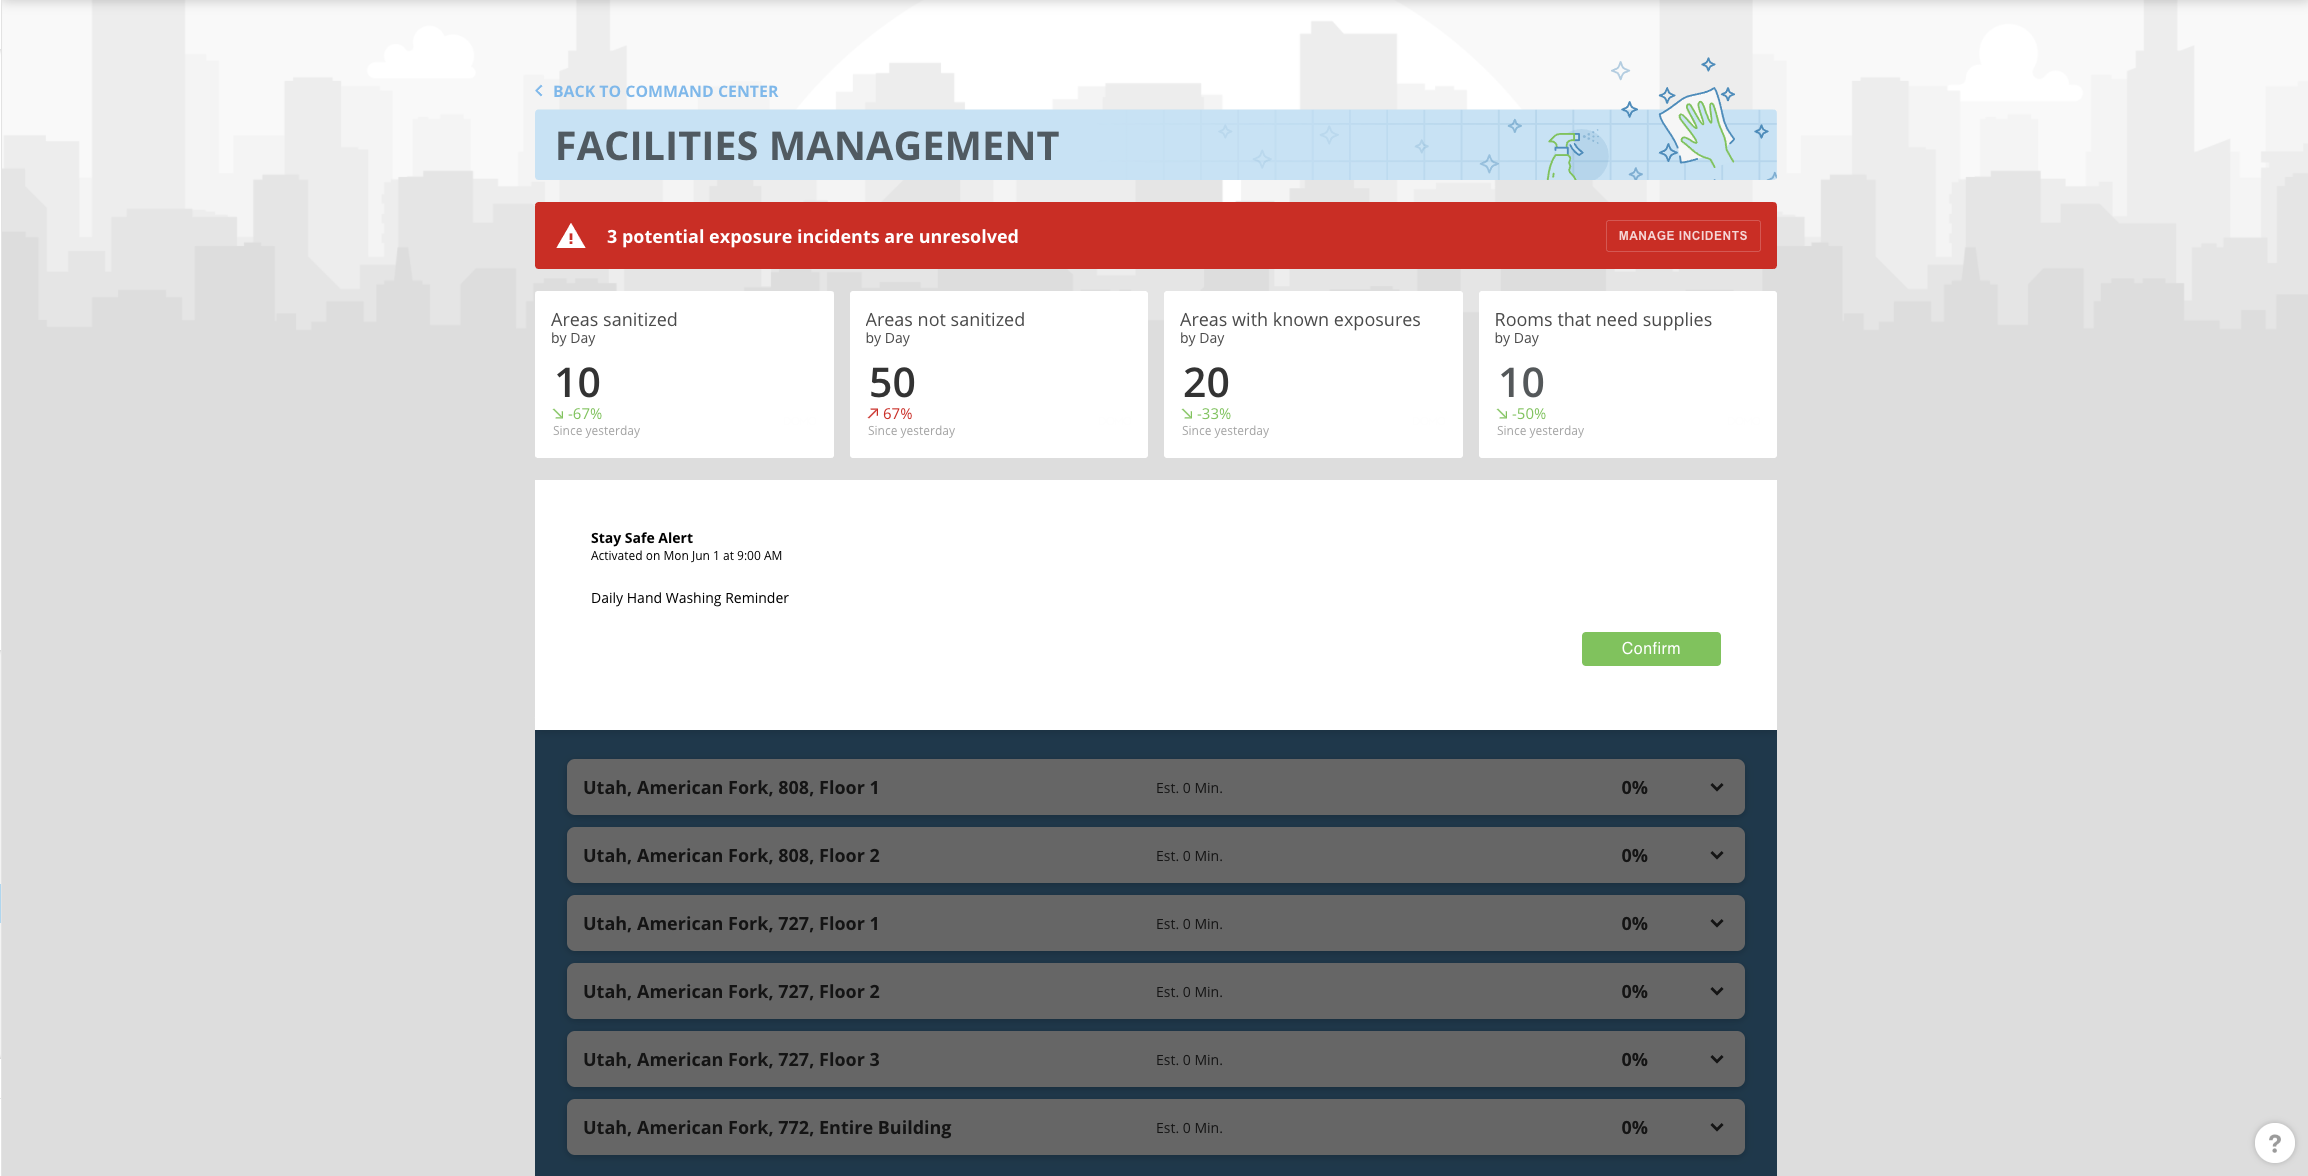 BACK TO COMMAND CENTER
FACILITIES MANAGEMENT
3 potential exposure incidents are unresolved
MANAGE INCIDENTS
Areas sanitized
by Day
10
-67%
Since yesterday
Areas not sanitized
by Day
50
67%
Since yesterday
Areas with known exposures
by Day
20
-33%
Since yesterday
Rooms that need supplies
by Day
10
-50%
Since yesterday
Stay Safe Alert
Activated on Mon Jun 1 at 9:00 AM
Daily Hand Washing Reminder
Confirm
Utah, American Fork, 808, Floor 1 Est. 0 Min. 0%
Utah, American Fork, 808, Floor 2 Est. 0 Min. 0%
Utah, American Fork, 727, Floor 1 Est. 0 Min. 0%
Utah, American Fork, 727, Floor 2 Est. 0 Min. 0%
Utah, American Fork, 727, Floor 3 Est. 0 Min. 0%
Utah, American Fork, 772, Entire Building Est. 0 Min. 0%
?